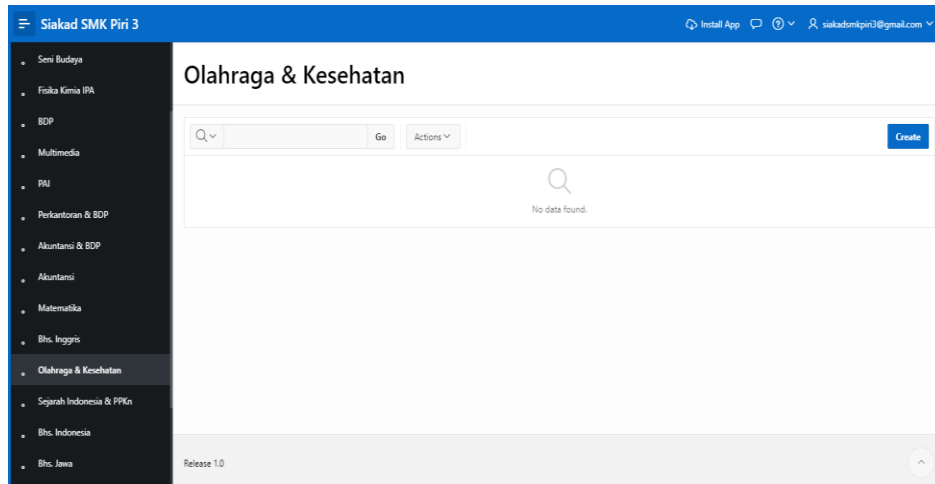 Siakad SMK Piri 3
Install App
siakadsmkpiri3@gmail.com
Seni Budaya
Fisika Kimia IPA
BDP
Multimedia
PAI
Perkantoran & BDP
Akuntansi & BDP
Akuntansi
Matematika
Bhs. Inggris
Olahraga & Kesehatan
Sejarah Indonesia & PPKn
Bhs. Indonesia
Bhs. Jawa
Olahraga & Kesehatan
Go
Actions
Create
No data found.
Release 1.0